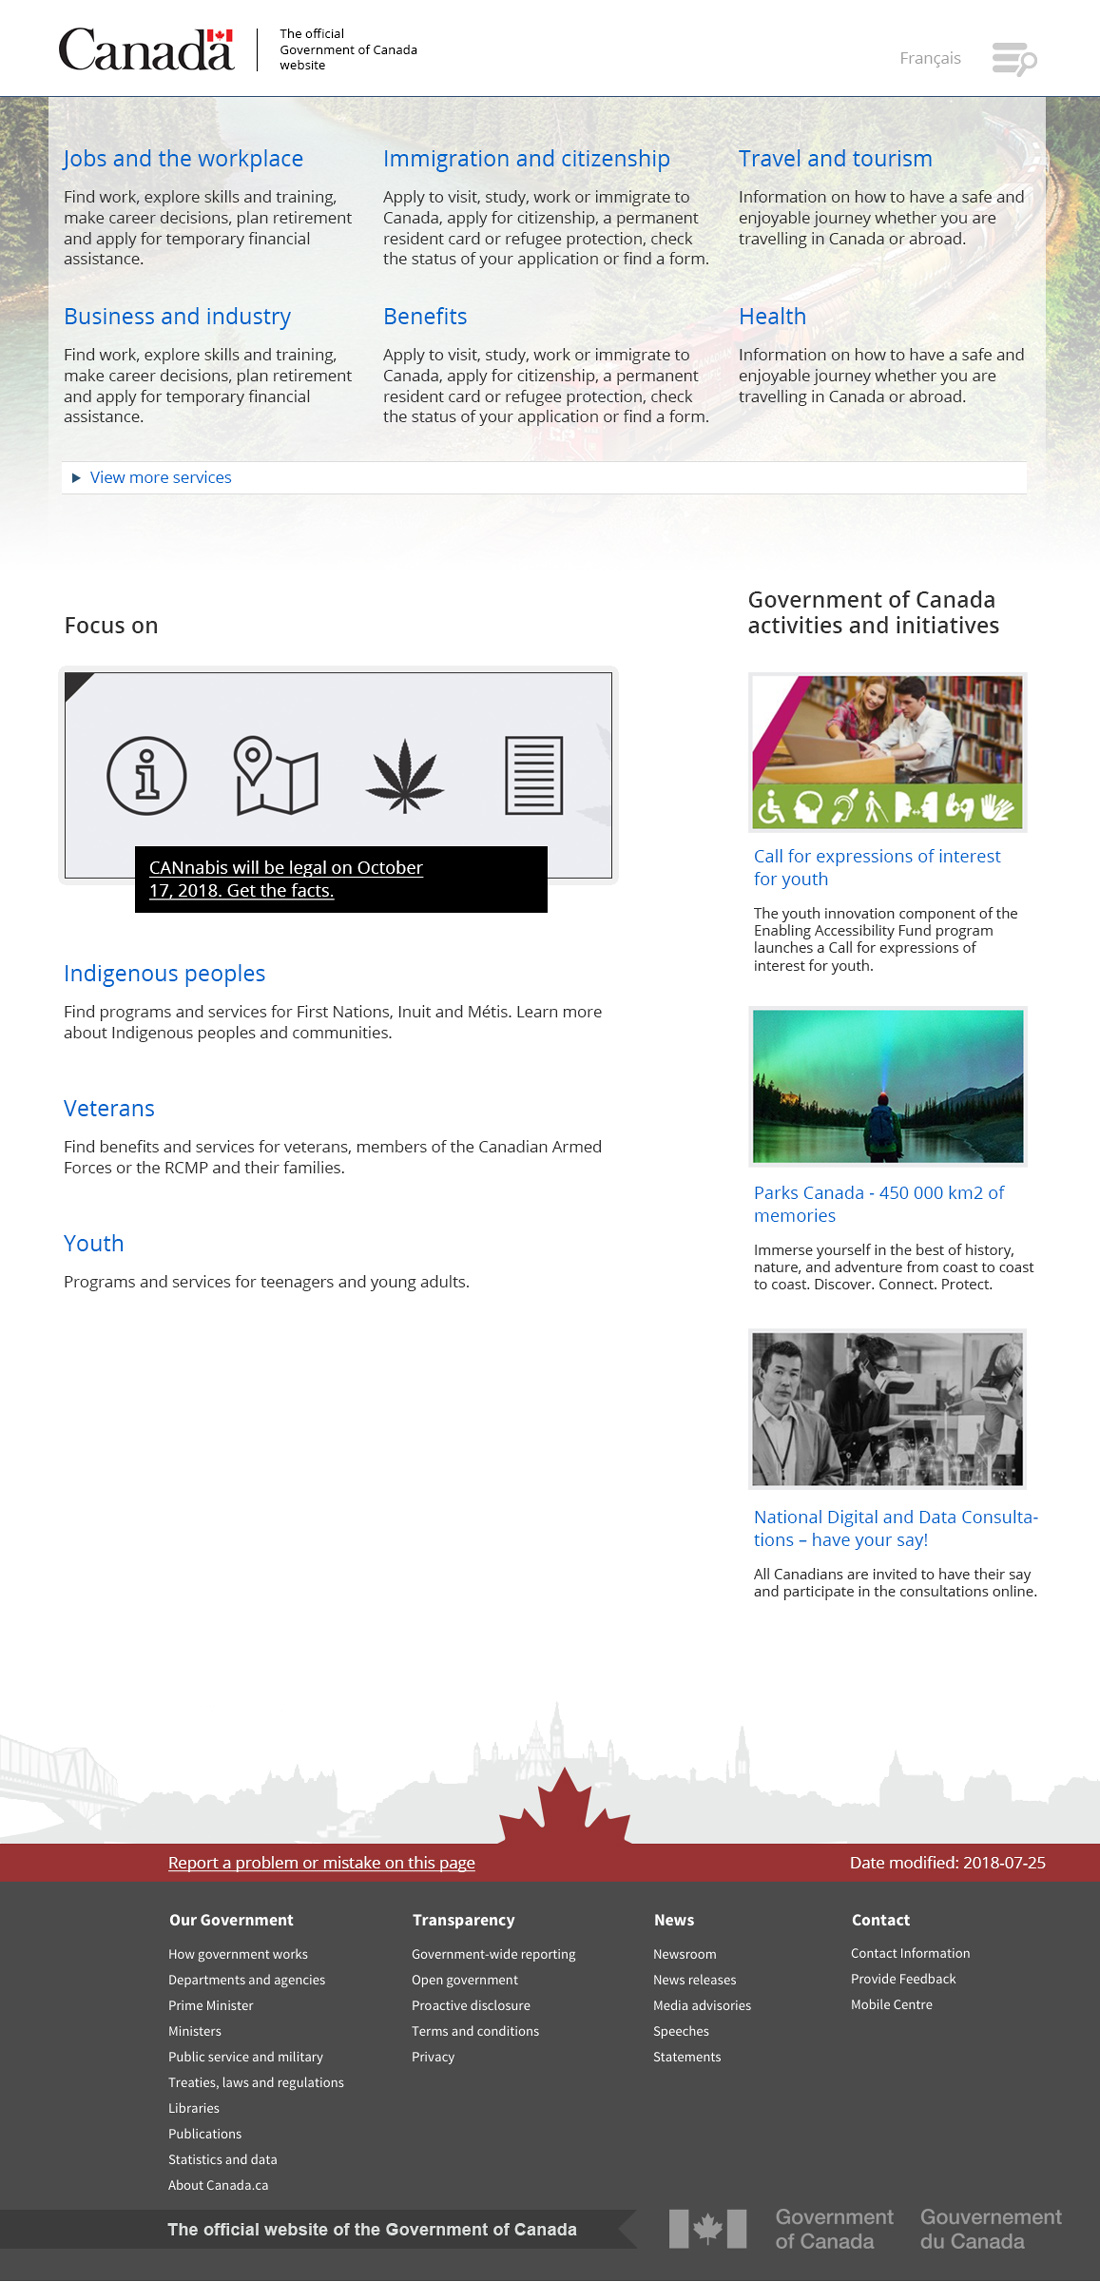 Canada
The official
Government of Canada
website
Français
Jobs and the workplace
Find work, explore skills and training,
make career decisions, plan retirement
and apply for temporary financial
assistance.
Immigration and citizenship
Apply to visit, study, work or immigrate to
Canada, apply for citizenship, a permanent
resident card or refugee protection, check
the status of your application or find a form.
Travel and tourism
Information on how to have a safe and
enjoyable journey whether you are
travelling in Canada or abroad.
Business and industry
Find work, explore skills and training,
make career decisions, plan retirement
and apply for temporary financial
assistance.
Benefits
Apply to visit, study, work or immigrate to
Canada, apply for citizenship, a permanent
resident card or refugee protection, check
the status of your application or find a form.
Health
Information on how to have a safe and
enjoyable journey whether you are
travelling in Canada or abroad.
View more services
Focus on
CANnabis will be legal on October
17, 2018. Get the facts.
Indigenous peoples
Find programs and services for First Nations, Inuit and Métis. Learn more
about Indigenous peoples and communities.
Veterans
Find benefits and services for veterans, members of the Canadian Armed
Forces or the RCMP and their families.
Youth
Programs and services for teenagers and young adults.
Government of Canada
activities and initiatives
Call for expressions of interest
for youth
The youth innovation component of the
Enabling Accessibility Fund program
launches a Call for expressions of
interest for youth.
Parks Canada - 450 000 km2 of
memories
Immerse yourself in the best of history,
nature, and adventure from coast to coast
to coast. Discover. Connect. Protect.
National Digital and Data Consulta-
tions – have your say!
All Canadians are invited to have their say
and participate in the consultations online.
Report a problem or mistake on this page
Date modified: 2018-07-25
Our Government
How government works
Departments and agencies
Prime Minister
Ministers
Public service and military
Treaties, laws and regulations
Libraries
Publications
Statistics and data
About Canada.ca
Transparency
Government-wide reporting
Open government
Proactive disclosure
Terms and conditions
Privacy
News
Newsroom
News releases
Media advisories
Speeches
Statements
Contact
Contact Information
Provide Feedback
Mobile Centre
The official website of the Government of Canada
Government
of Canada
Gouvernement
du Canada